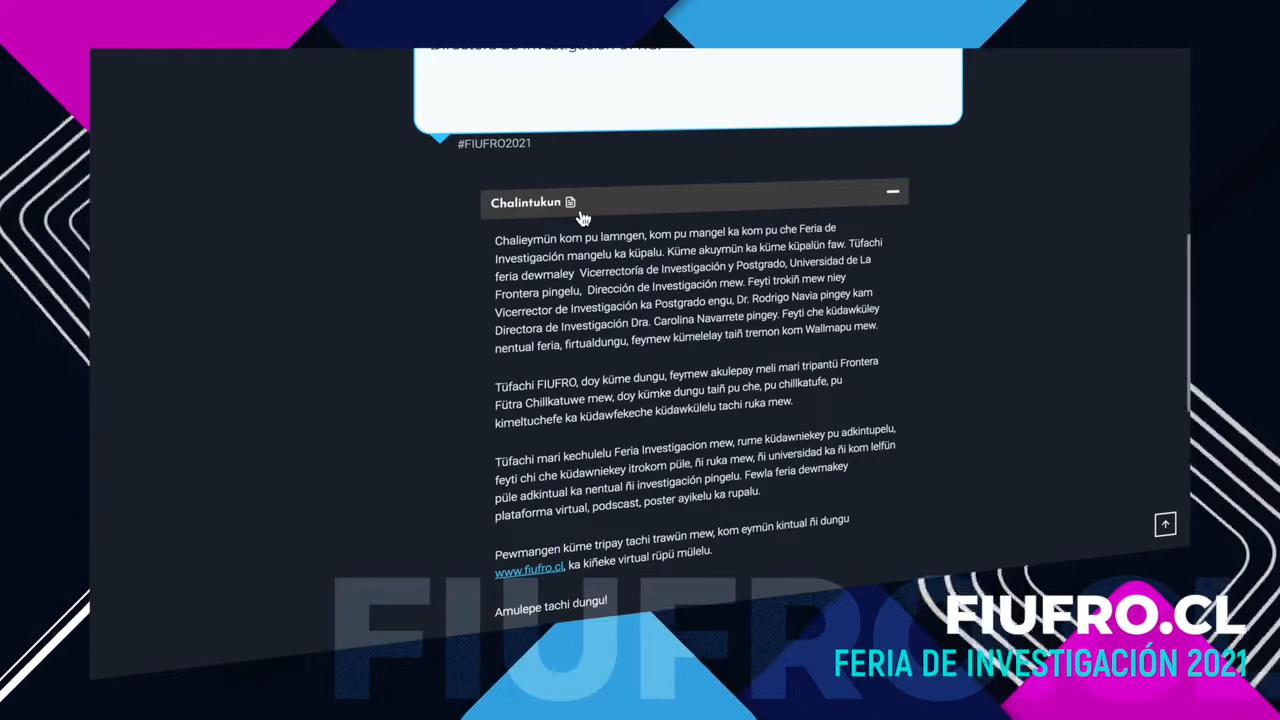 #FIUFRO2021
Chalintukun
Chalieymün kom pu lamngen, kom pu mangel ka kom pu che Feria de
Investigación mangelu ka küpalu. Küme akuymün ka küme küpalün faw. Tüfachi
feria dewmaley Vicerrectoría de Investigación y Postgrado, Universidad de La
Frontera pingelu, Dirección de Investigación mew. Feyti trokiñ mew niey
Vicerrector de Investigación ka Postgrado engu, Dr. Rodrigo Navia pingey kam
Directora de Investigación Dra. Carolina Navarrete pingey. Feyti che küdawküley
nentual feria, firtualdungu, feymew kümelelay taiñ tremon kom Wallmapu mew.
Tüfachi FIUFRO, doy küme dungu, feymew akulepay meli mari tripantü Frontera
Fütra Chillkatuwe mew, doy kümke dungu taiñ pu che, pu chillkatufe, pu
kimeltuchefe ka küdawfekeche küdawkülelu tachi ruka mew.
Tüfachi mari kechulelu Feria Investigacion mew, rume küdawniekey pu adkintupelu,
feyti chi che küdawniekey itrokom püle, ñi ruka mew, ñi universidad ka ñi kom lelfün
püle adkintual ka nentual ñi investigación pingelu. Fewla feria dewmakey
plataforma virtual, podscast, poster ayikelu ka rupalu.
Pewmangen küme tripay tachi trawün mew, kom eymün kintual ñi dungu
www.fiufro.cl, ka kiñeke virtual rüpü mülelu.
Amulepe tachi dungu!
FIUFRO.CL
FIUFRO.CL
FERIA DE INVESTIGACIÓN 2021